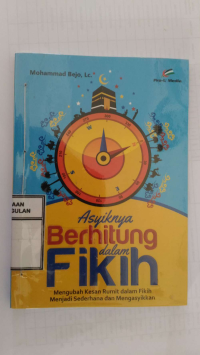 Mohammad Rajo, Lc.
AAN
SULAN
Asyiknya
Berhitung
dalam
Fikih
Mengubah Kesan Rumit dalam Fikih
Menjadi Sederhana dan Mengasyikkan